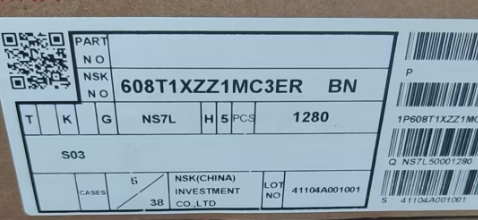 PART
NO
NSK
NO
608T1XZZ1MC3ER BN
T K G NS7L H 5 PCS 1280
S03
CASES 6/38
NSK(CHINA)
INVESTMENT
CO.,LTD
LOT
NO
41104A001001
P
1P608T1XZZ1MC
Q NS7L50001280
S 41104A001001